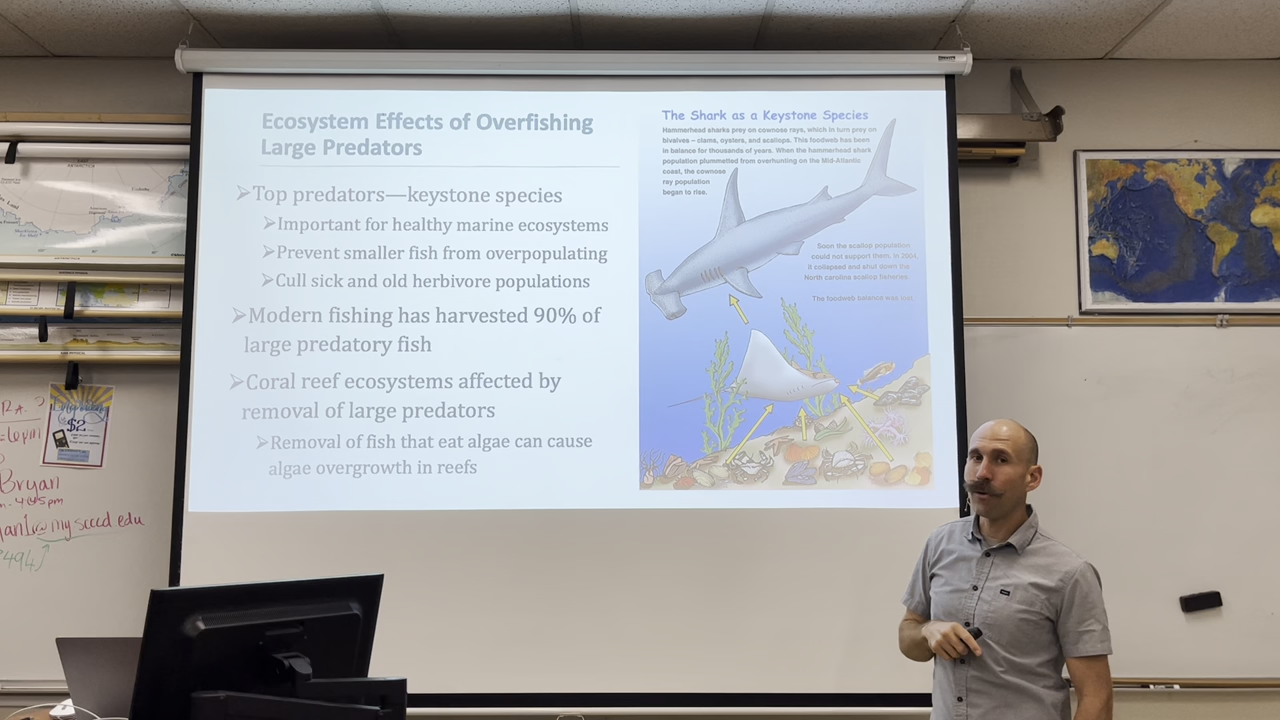 Ecosystem Effects of Overfishing
Large Predators
➢Top predators—keystone species
➢Important for healthy marine ecosystems
➢Prevent smaller fish from overpopulating
➢Cull sick and old herbivore populations
➢Modern fishing has harvested 90% of
large predatory fish
➢Coral reef ecosystems affected by
removal of large predators
➢Removal of fish that eat algae can cause
algae overgrowth in reefs
The Shark as a Keystone Species
Hammerhead sharks prey on cownose rays, which in turn prey on
bivalves – clams, oysters, and scallops. This foodweb has been
in balance for thousands of years. When the hammerhead shark
population plummetted from overhunting on the Mid-Atlantic
coast, the cownose
ray population
began to rise.
Soon the scallop population
could not support them. In 2004,
it collapsed and shut down the
North carolina scallop fisheries.
The foodweb balance was lost.
$2
Bryan